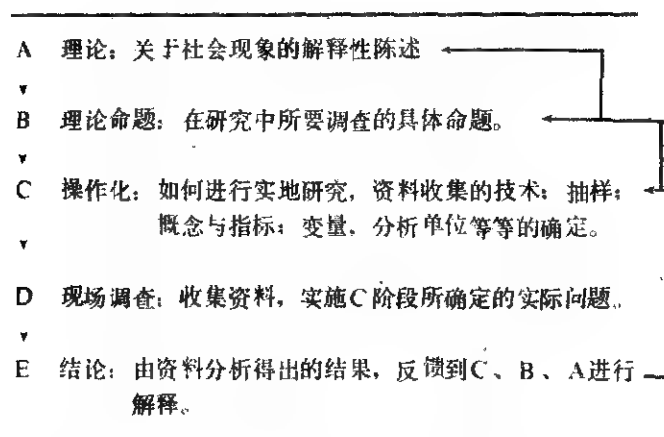 A 理论：关于社会现象的解释性陈述
B 理论命题：在研究中所要调查的具体命题。
C 操作化：如何进行实地研究，资料收集的技术；抽样；
概念与指标；变量，分析单位等等的确定。
D 现场调查：收集资料，实施C阶段所确定的实际问题。
E 结论：由资料分析得出的结果，反馈到C、B、A进行
解释。